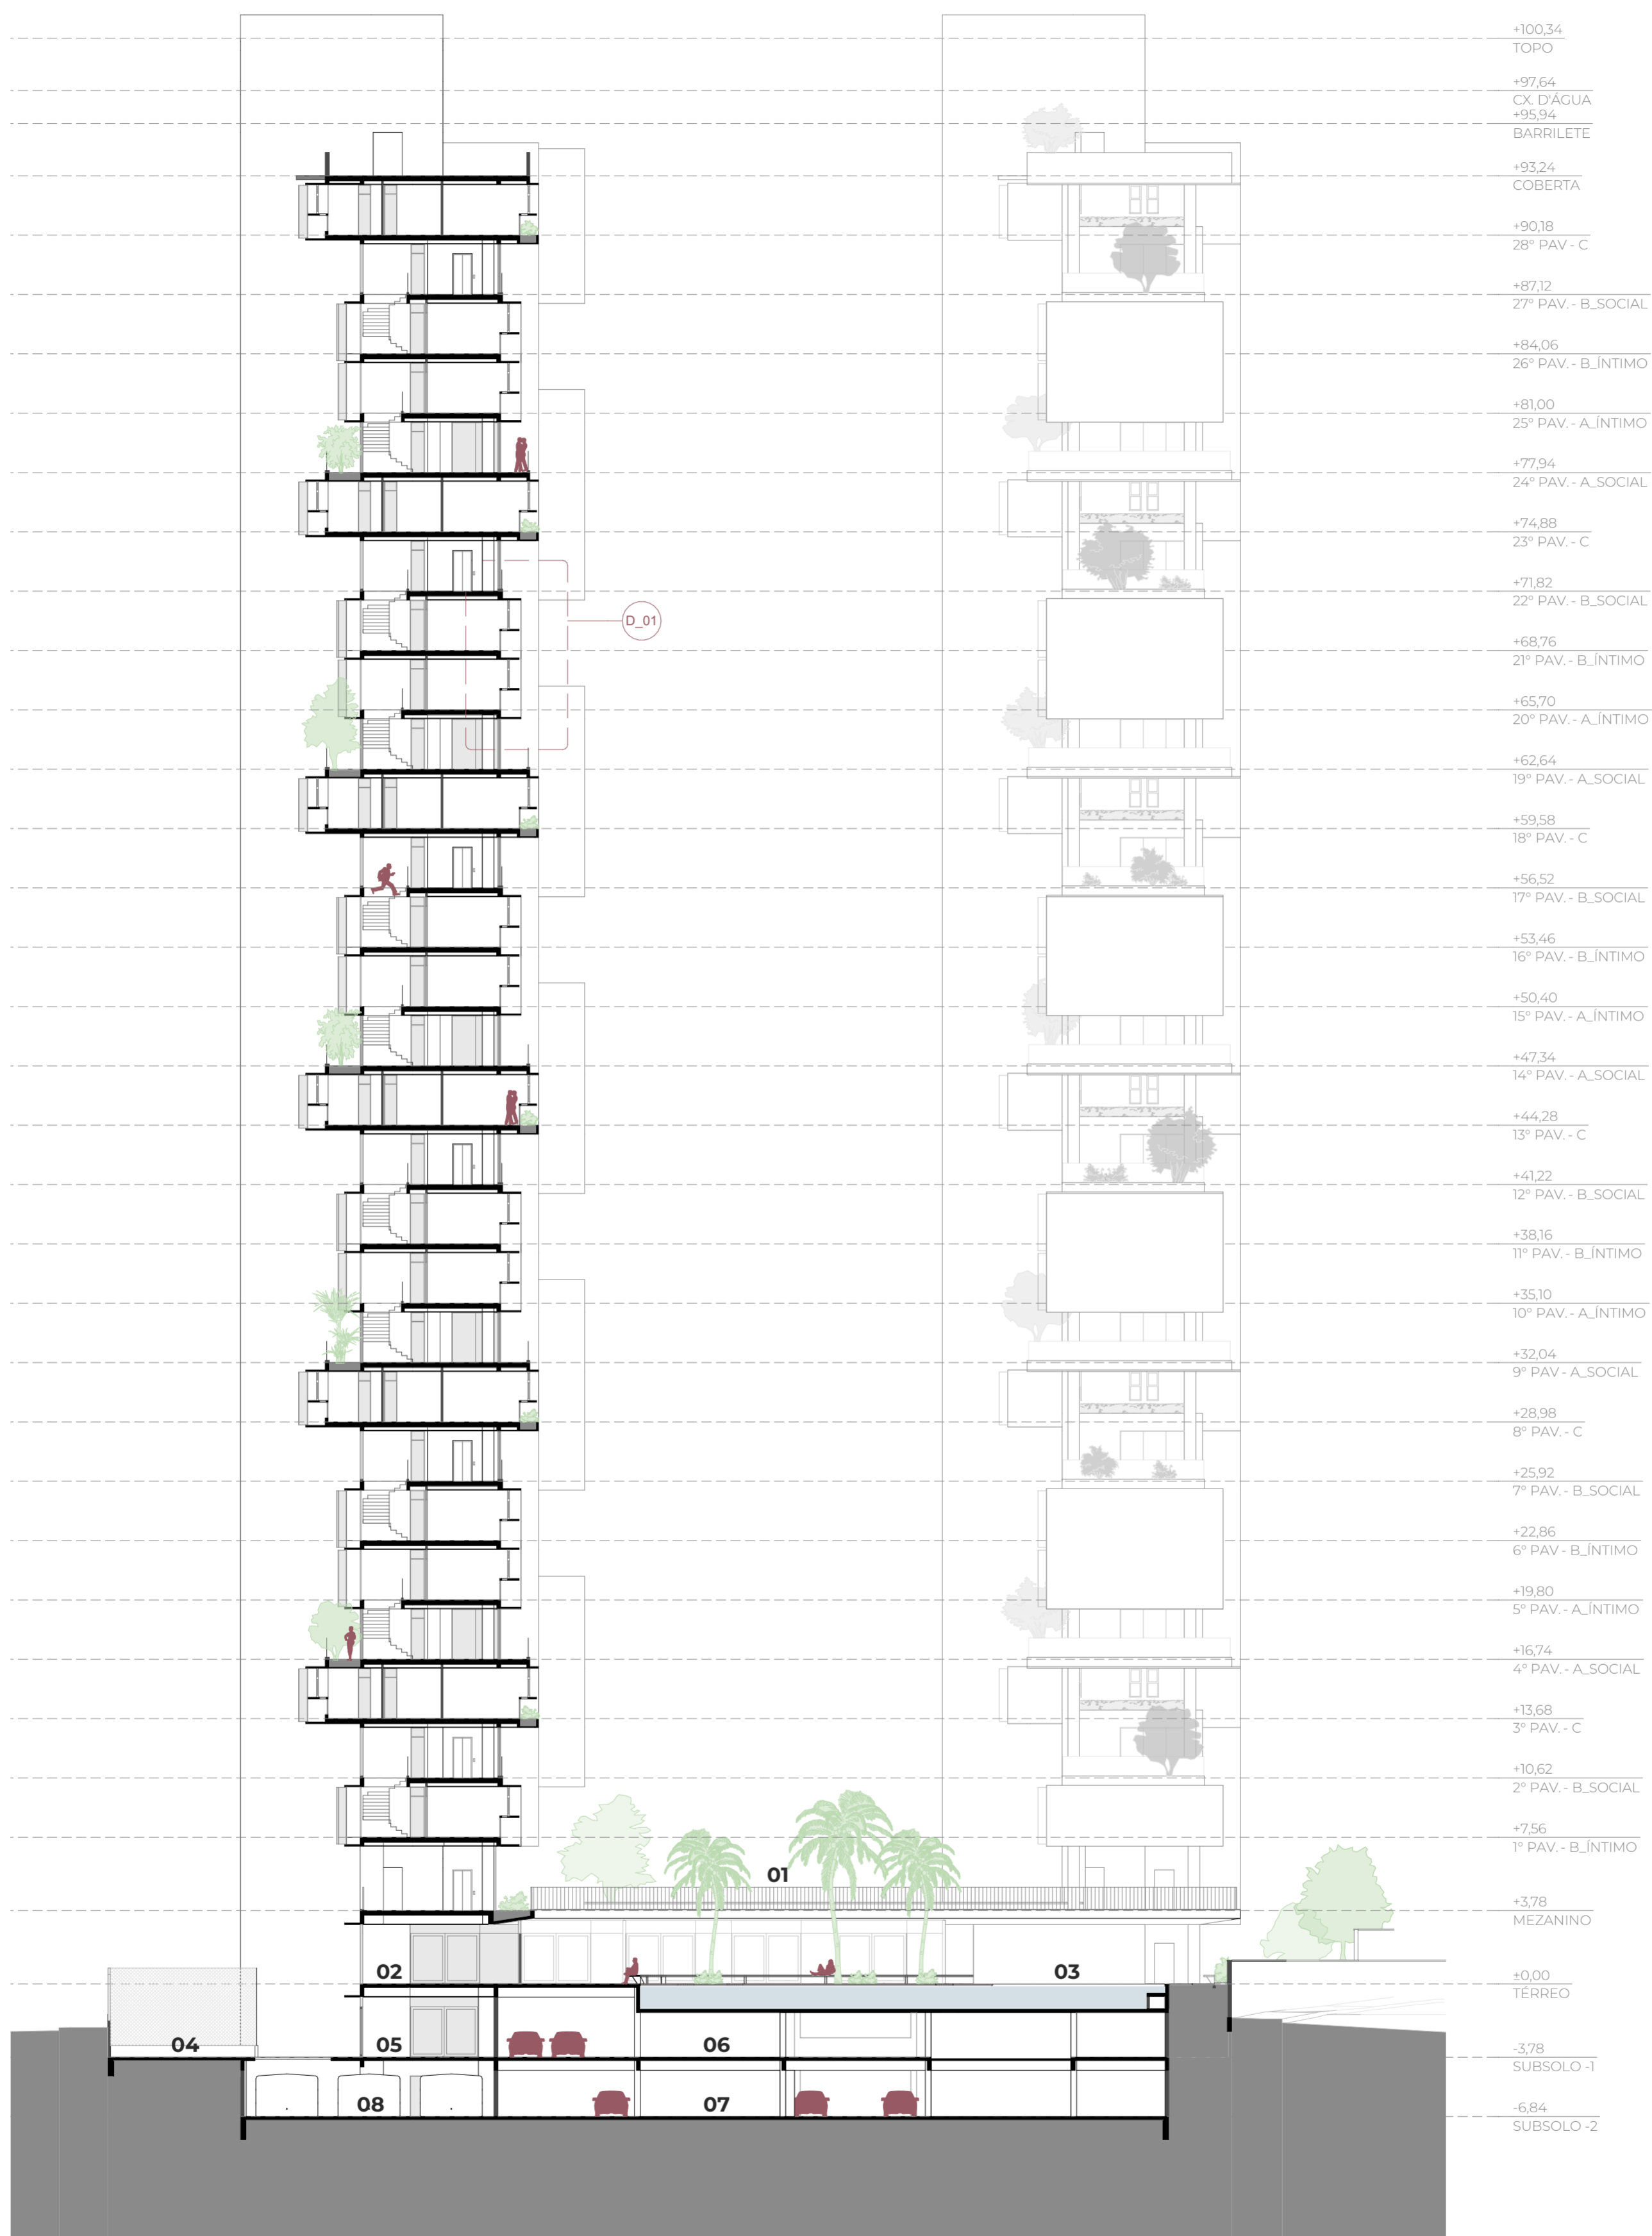 +100,34
TOPO
+97,64
CX. D'ÁGUA
+95,94
BARRILETE
+93,24
COBERTA
+90,18
28º PAV - C
+87,12
27º PAV. - B_SOCIAL
+84,06
26º PAV. - B_ÍNTIMO
+81,00
25º PAV. - A_ÍNTIMO
+77,94
24º PAV. - A_SOCIAL
+74,88
23º PAV. - C
+71,82
22º PAV. - B_SOCIAL
D_01
+68,76
21º PAV. - B_ÍNTIMO
+65,70
20º PAV. - A_ÍNTIMO
+62,64
19º PAV. - A_SOCIAL
+59,58
18º PAV. - C
+56,52
17º PAV. - B_SOCIAL
+53,46
16º PAV. - B_ÍNTIMO
+50,40
15º PAV. - A_ÍNTIMO
+47,34
14º PAV. - A_SOCIAL
+44,28
13º PAV. - C
+41,22
12º PAV. - B_SOCIAL
+38,16
11º PAV. - B_ÍNTIMO
+35,10
10º PAV. - A_ÍNTIMO
+32,04
9º PAV - A_SOCIAL
+28,98
8º PAV. - C
+25,92
7º PAV. - B_SOCIAL
+22,86
6º PAV - B_ÍNTIMO
+19,80
5º PAV. - A_ÍNTIMO
+16,74
4º PAV. - A_SOCIAL
+13,68
3º PAV. - C
+10,62
2º PAV. - B_SOCIAL
+7,56
1º PAV. - B_ÍNTIMO
01
+3,78
MEZANINO
02
03
±0,00
TÉRREO
04
05
06
-3,78
SUBSOLO -1
08
07
-6,84
SUBSOLO -2